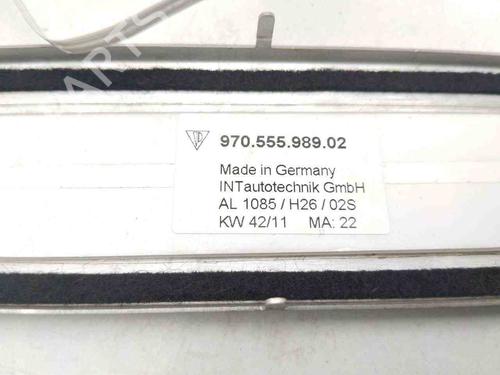 970.555.989.02
Made in Germany
INTautotechnik GmbH
AL 1085 / H26 / 02S
KW 42/11 MA: 22